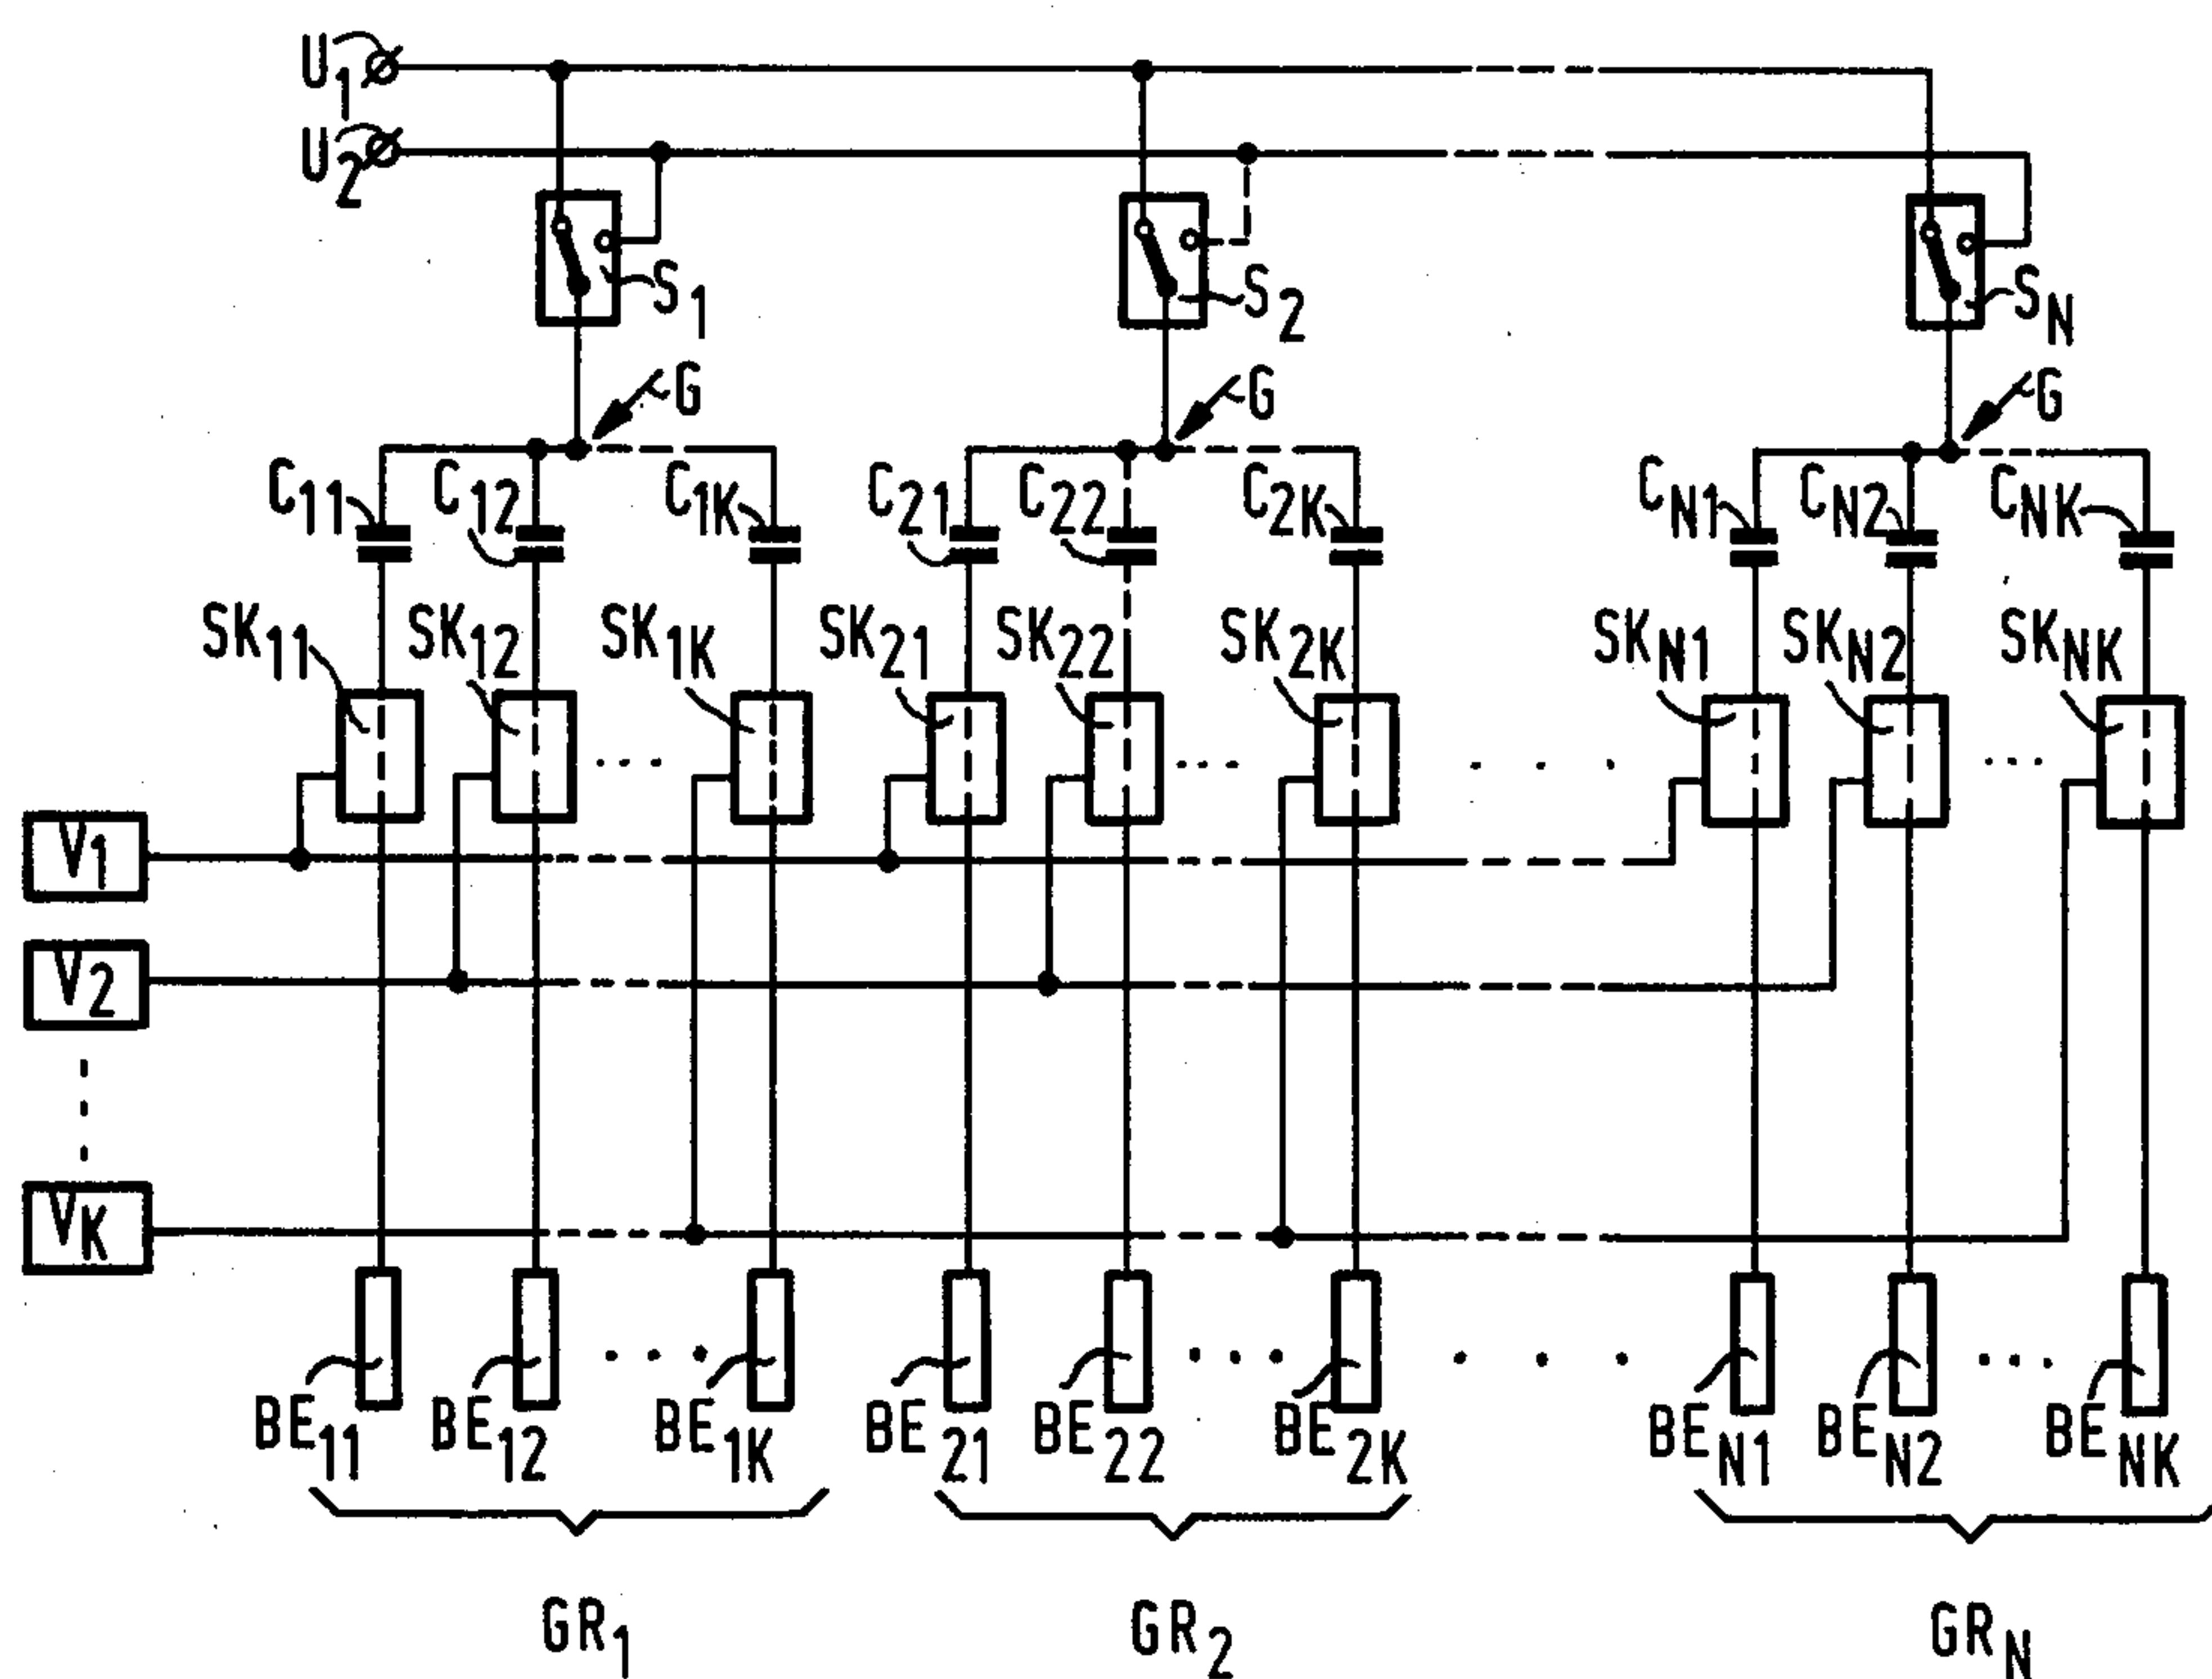 U1
U2
S1 S2 SN
G G G
C11 C12 C1K C21 C22 C2K CN1 CN2 CNK
SK11 SK12 SK1K SK21 SK22 SK2K SKN1 SKN2 SKNK
V1
V2
VK
BE11 BE12 BE1K BE21 BE22 BE2K BEN1 BEN2 BENK
GR1 GR2 GRN